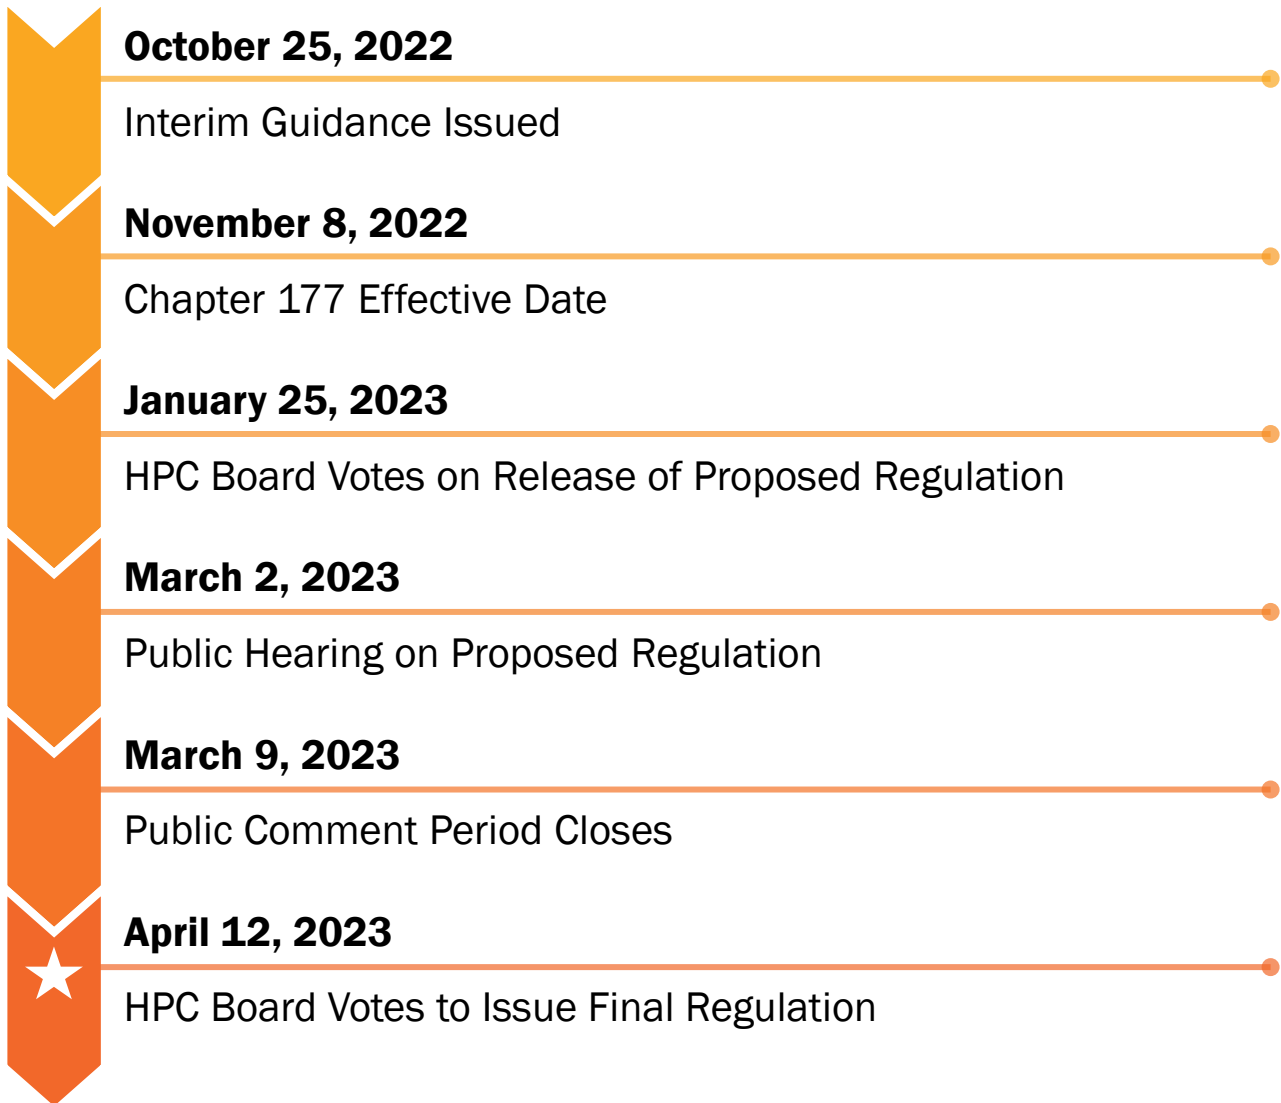 October 25, 2022
Interim Guidance Issued
November 8, 2022
Chapter 177 Effective Date
January 25, 2023
HPC Board Votes on Release of Proposed Regulation
March 2, 2023
Public Hearing on Proposed Regulation
March 9, 2023
Public Comment Period Closes
April 12, 2023
HPC Board Votes to Issue Final Regulation